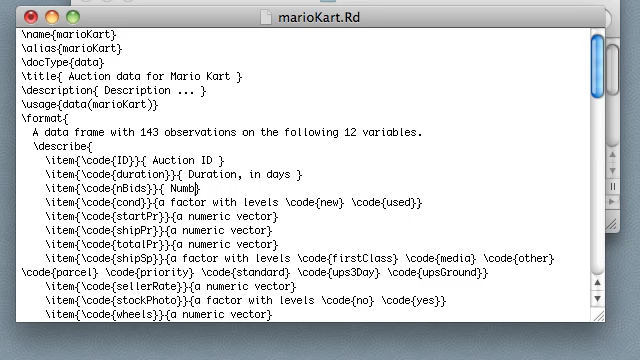 marioKart.Rd
\name{marioKart}
\alias{marioKart}
\docType{data}
\title{ Auction data for Mario Kart }
\description{ Description ... }
\usage{data(marioKart)}
\format{
A data frame with 143 observations on the following 12 variables.
\describe{
\item{\code{ID}}{ Auction ID }
\item{\code{duration}}{ Duration, in days }
\item{\code{nBids}}{ Numb}
\item{\code{cond}}{a factor with levels \code{new} \code{used}}
\item{\code{startPr}}{a numeric vector}
\item{\code{shipPr}}{a numeric vector}
\item{\code{totalPr}}{a numeric vector}
\item{\code{shipSp}}{a factor with levels \code{firstClass} \code{media} \code{other}
\code{parcel} \code{priority} \code{standard} \code{ups3Day} \code{upsGround}}
\item{\code{sellerRate}}{a numeric vector}
\item{\code{stockPhoto}}{a factor with levels \code{no} \code{yes}}
\item{\code{wheels}}{a numeric vector}